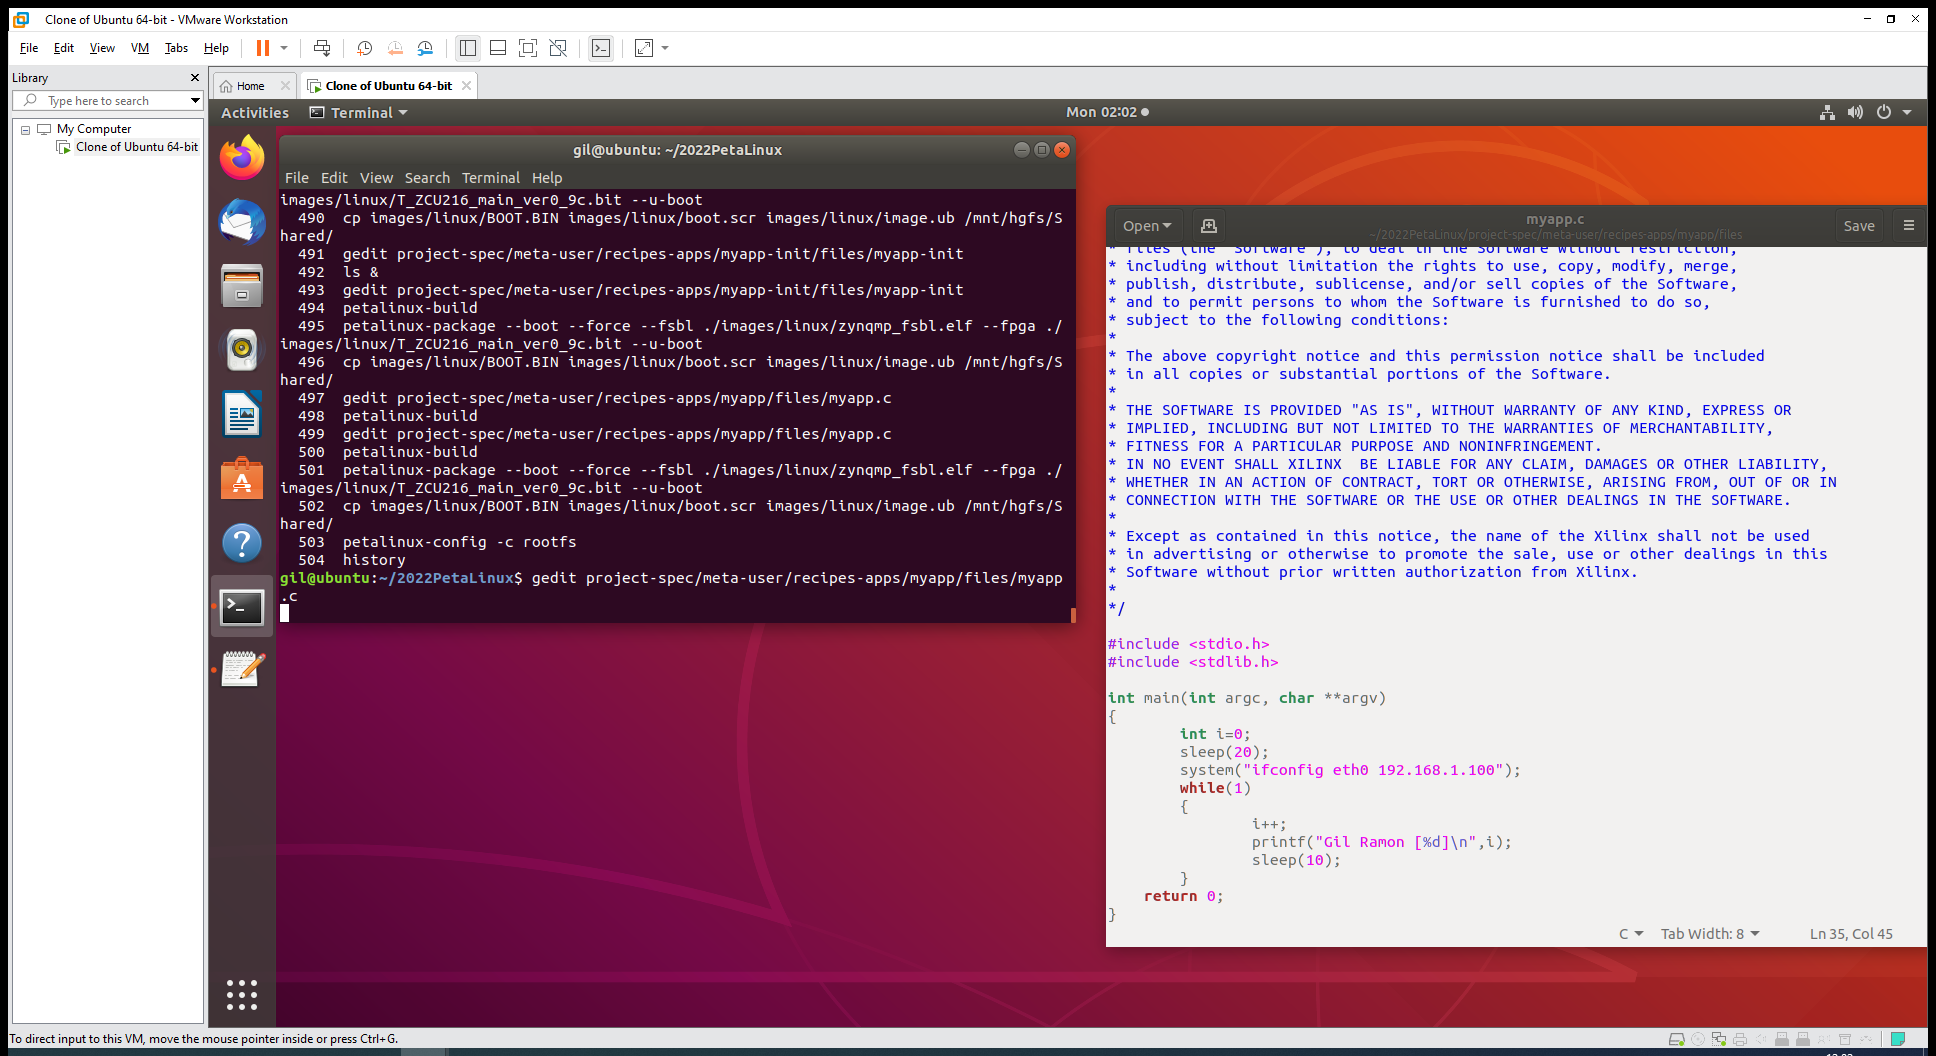 Clone of Ubuntu 64-bit - VMware Workstation
File Edit View VM Tabs Help
Library
Type here to search
My Computer
Clone of Ubuntu 64-bit
Home
Clone of Ubuntu 64-bit
Activities Terminal Mon 02:02
gil@ubuntu: ~/2022PetaLinux
File Edit View Search Terminal Help
images/linux/T_ZCU216_main_ver0_9c.bit --u-boot
490 cp images/linux/BOOT.BIN images/linux/boot.scr images/linux/image.ub /mnt/hgfs/S
hared/
491 gedit project-spec/meta-user/recipes-apps/myapp-init/files/myapp-init
492 ls &
493 gedit project-spec/meta-user/recipes-apps/myapp-init/files/myapp-init
494 petalinux-build
495 petalinux-package --boot --force --fsbl ./images/linux/zynqmp_fsbl.elf --fpga ./
images/linux/T_ZCU216_main_ver0_9c.bit --u-boot
496 cp images/linux/BOOT.BIN images/linux/boot.scr images/linux/image.ub /mnt/hgfs/S
hared/
497 gedit project-spec/meta-user/recipes-apps/myapp/files/myapp.c
498 petalinux-build
499 gedit project-spec/meta-user/recipes-apps/myapp/files/myapp.c
500 petalinux-build
501 petalinux-package --boot --force --fsbl ./images/linux/zynqmp_fsbl.elf --fpga ./
images/linux/T_ZCU216_main_ver0_9c.bit --u-boot
502 cp images/linux/BOOT.BIN images/linux/boot.scr images/linux/image.ub /mnt/hgfs/S
hared/
503 petalinux-config -c rootfs
504 history
gil@ubuntu:~/2022PetaLinux$ gedit project-spec/meta-user/recipes-apps/myapp/files/myapp
.c
Open myapp.c Save
~/2022PetaLinux/project-spec/meta-user/recipes-apps/myapp/files
* files (the "Software"), to deal in the Software without restriction,
* including without limitation the rights to use, copy, modify, merge,
* publish, distribute, sublicense, and/or sell copies of the Software,
* and to permit persons to whom the Software is furnished to do so,
* subject to the following conditions:
*
* The above copyright notice and this permission notice shall be included
* in all copies or substantial portions of the Software.
*
* THE SOFTWARE IS PROVIDED "AS IS", WITHOUT WARRANTY OF ANY KIND, EXPRESS OR
* IMPLIED, INCLUDING BUT NOT LIMITED TO THE WARRANTIES OF MERCHANTABILITY,
* FITNESS FOR A PARTICULAR PURPOSE AND NONINFRINGEMENT.
* IN NO EVENT SHALL XILINX  BE LIABLE FOR ANY CLAIM, DAMAGES OR OTHER LIABILITY,
* WHETHER IN AN ACTION OF CONTRACT, TORT OR OTHERWISE, ARISING FROM, OUT OF OR IN
* CONNECTION WITH THE SOFTWARE OR THE USE OR OTHER DEALINGS IN THE SOFTWARE.
*
* Except as contained in this notice, the name of the Xilinx shall not be used
* in advertising or otherwise to promote the sale, use or other dealings in this
* Software without prior written authorization from Xilinx.
*
*/
#include <stdio.h>
#include <stdlib.h>
int main(int argc, char **argv)
{
int i=0;
sleep(20);
system("ifconfig eth0 192.168.1.100");
while(1)
{
i++;
printf("Gil Ramon [%d]\n",i);
sleep(10);
}
return 0;
}
C Tab Width: 8 Ln 35, Col 45
To direct input to this VM, move the mouse pointer inside or press Ctrl+G.